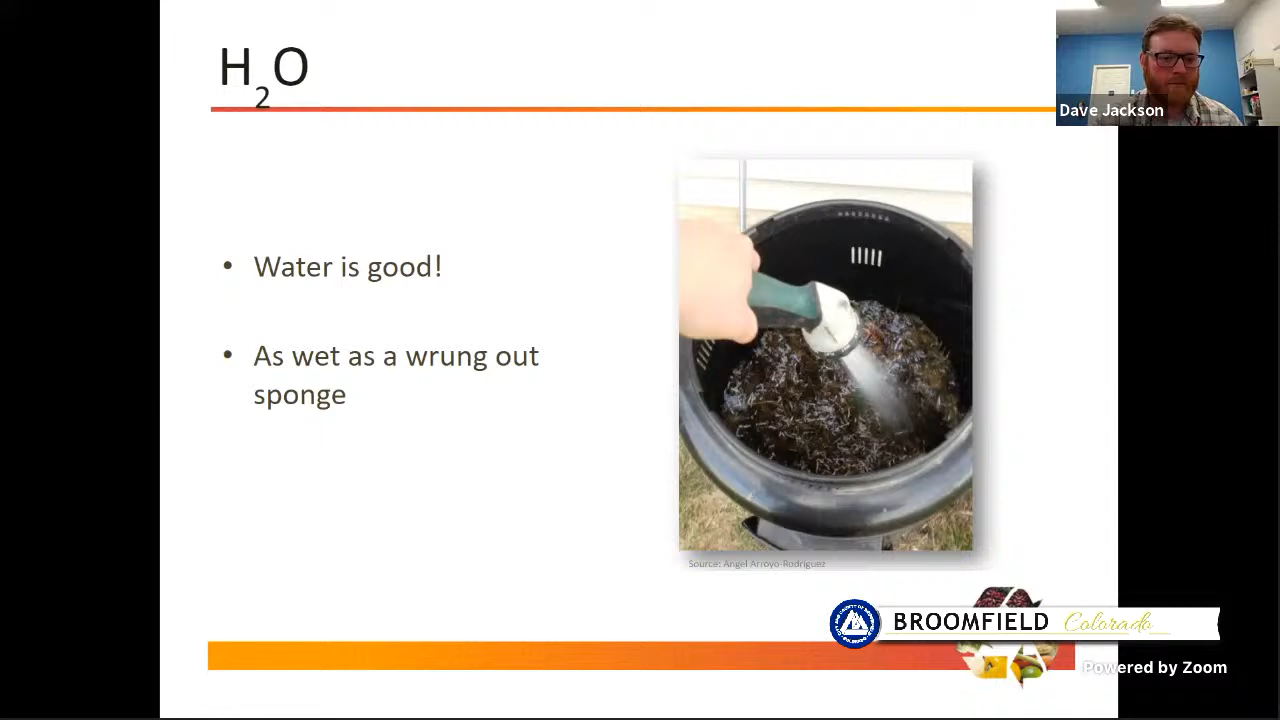 H2O
Dave Jackson
• Water is good!
• As wet as a wrung out
sponge
Source: Angel Arroyo-Rodriguez
BROOMFIELD Colorado
Powered by Zoom